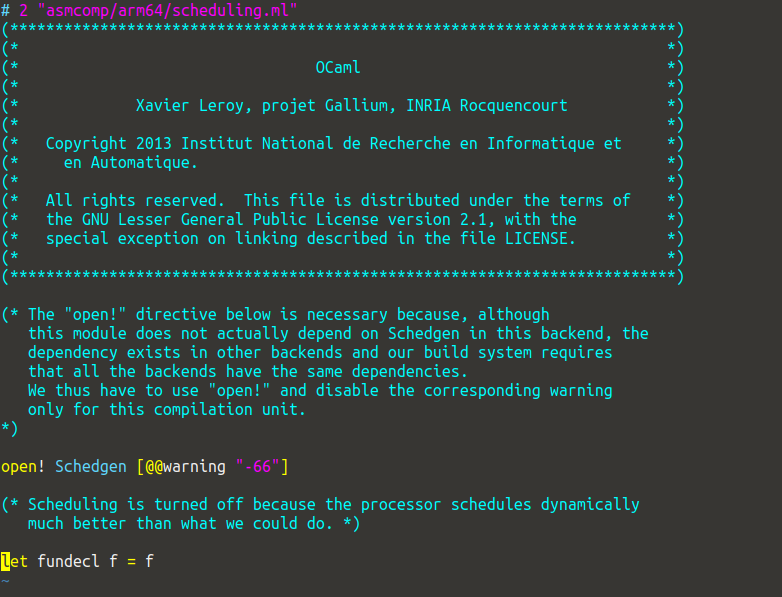 # 2 "asmcomp/arm64/scheduling.ml"
(**************************************************************************)
(*                                                                        *)
(*                                 OCaml                                  *)
(*                                                                        *)
(*             Xavier Leroy, projet Gallium, INRIA Rocquencourt           *)
(*                                                                        *)
(*   Copyright 2013 Institut National de Recherche en Informatique et     *)
(*     en Automatique.                                                    *)
(*                                                                        *)
(*   All rights reserved.  This file is distributed under the terms of    *)
(*   the GNU Lesser General Public License version 2.1, with the          *)
(*   special exception on linking described in the file LICENSE.          *)
(*                                                                        *)
(**************************************************************************)

(* The "open!" directive below is necessary because, although
   this module does not actually depend on Schedgen in this backend, the
   dependency exists in other backends and our build system requires
   that all the backends have the same dependencies.
   We thus have to use "open!" and disable the corresponding warning
   only for this compilation unit.
*)

open! Schedgen [@@warning "-66"]

(* Scheduling is turned off because the processor schedules dynamically
   much better than what we could do. *)

let fundecl f = f
~